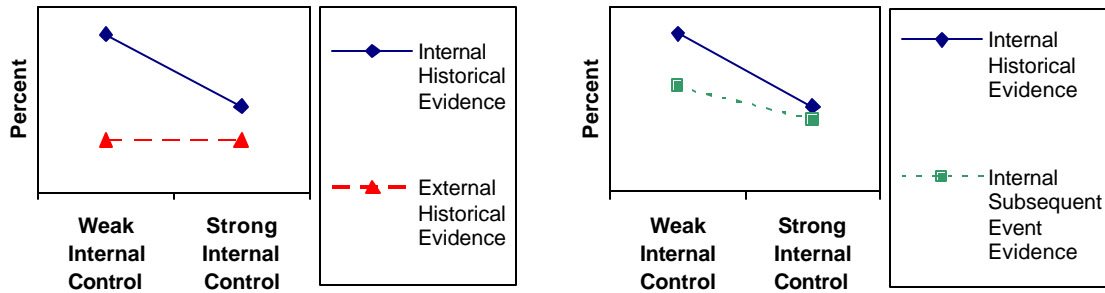 Percent
Weak
Internal
Control
Strong
Internal
Control
Internal
Historical
Evidence
External
Historical
Evidence
Percent
Weak
Internal
Control
Strong
Internal
Control
Internal
Historical
Evidence
Internal
Subsequent
Event
Evidence